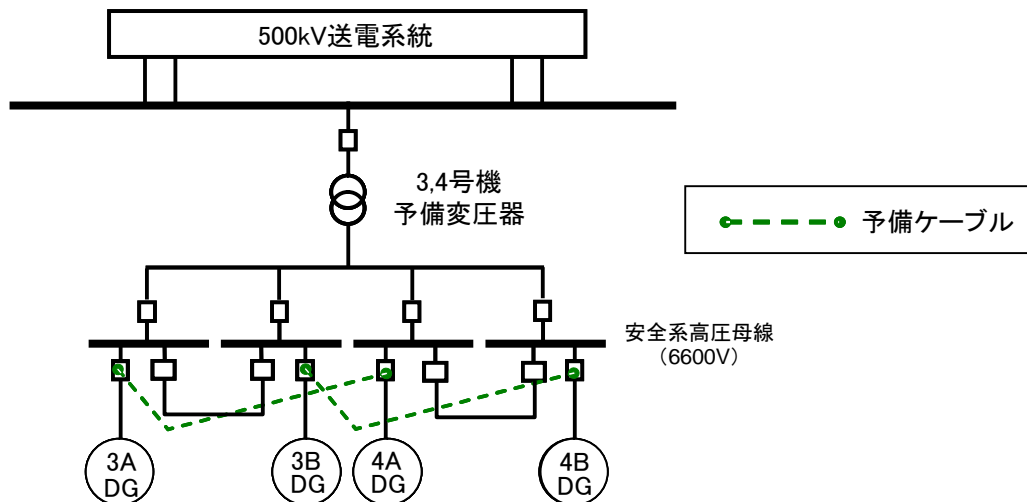 500kV送電系統
3,4号機
予備変圧器
予備ケーブル
安全系高圧母線
（6600V）
3A
DG
3B
DG
4A
DG
4B
DG